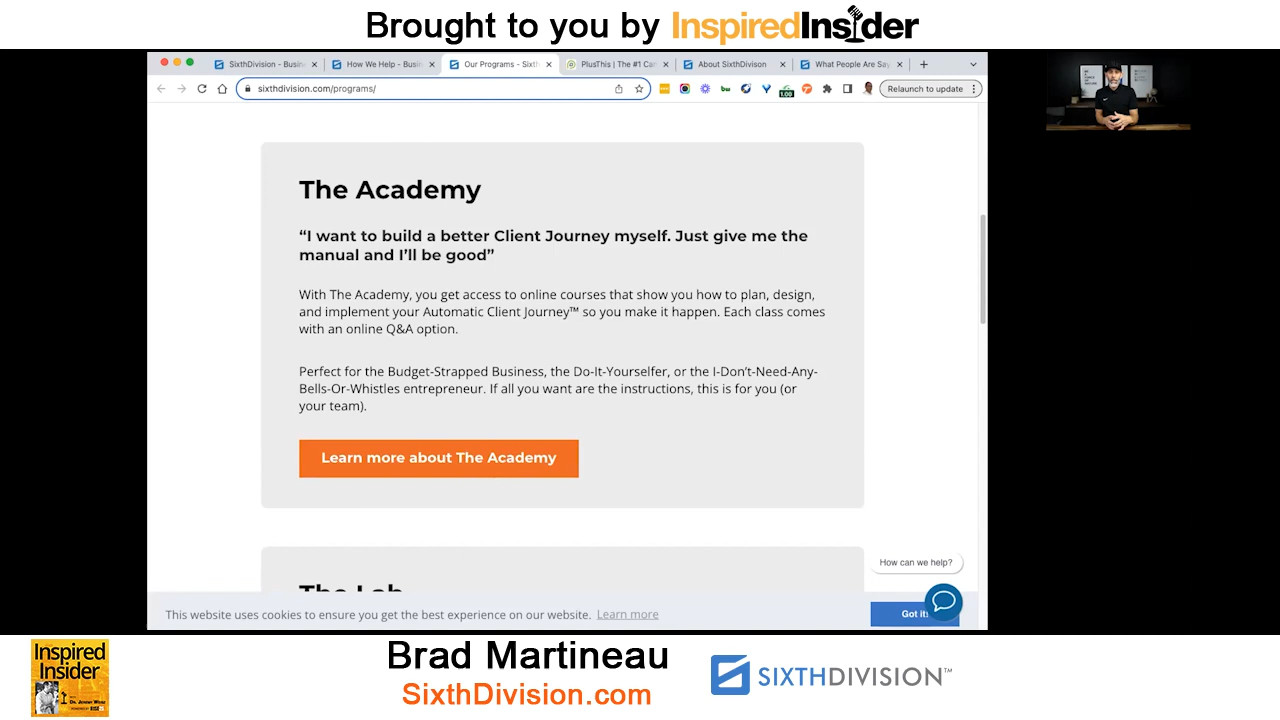 Brought to you by InspiredInsider
SixthDivision - Busine
How We Help - Busin
Our Programs - Sixth
PlusThis | The #1 Can
About SixthDivison
What People Are Say
sixthdivision.com/programs/
1.00
Relaunch to update
The Academy
“I want to build a better Client Journey myself. Just give me the
manual and I’ll be good”
With The Academy, you get access to online courses that show you how to plan, design,
and implement your Automatic Client Journey™ so you make it happen. Each class comes
with an online Q&A option.
Perfect for the Budget-Strapped Business, the Do-It-Yourselfer, or the I-Don’t-Need-Any-
Bells-Or-Whistles entrepreneur. If all you want are the instructions, this is for you (or
your team).
Learn more about The Academy
The Lab
How can we help?
This website uses cookies to ensure you get the best experience on our website. Learn more
Got it!
Inspired
Insider
Brad Martineau
SixthDivision.com
SIXTHDIVISION™